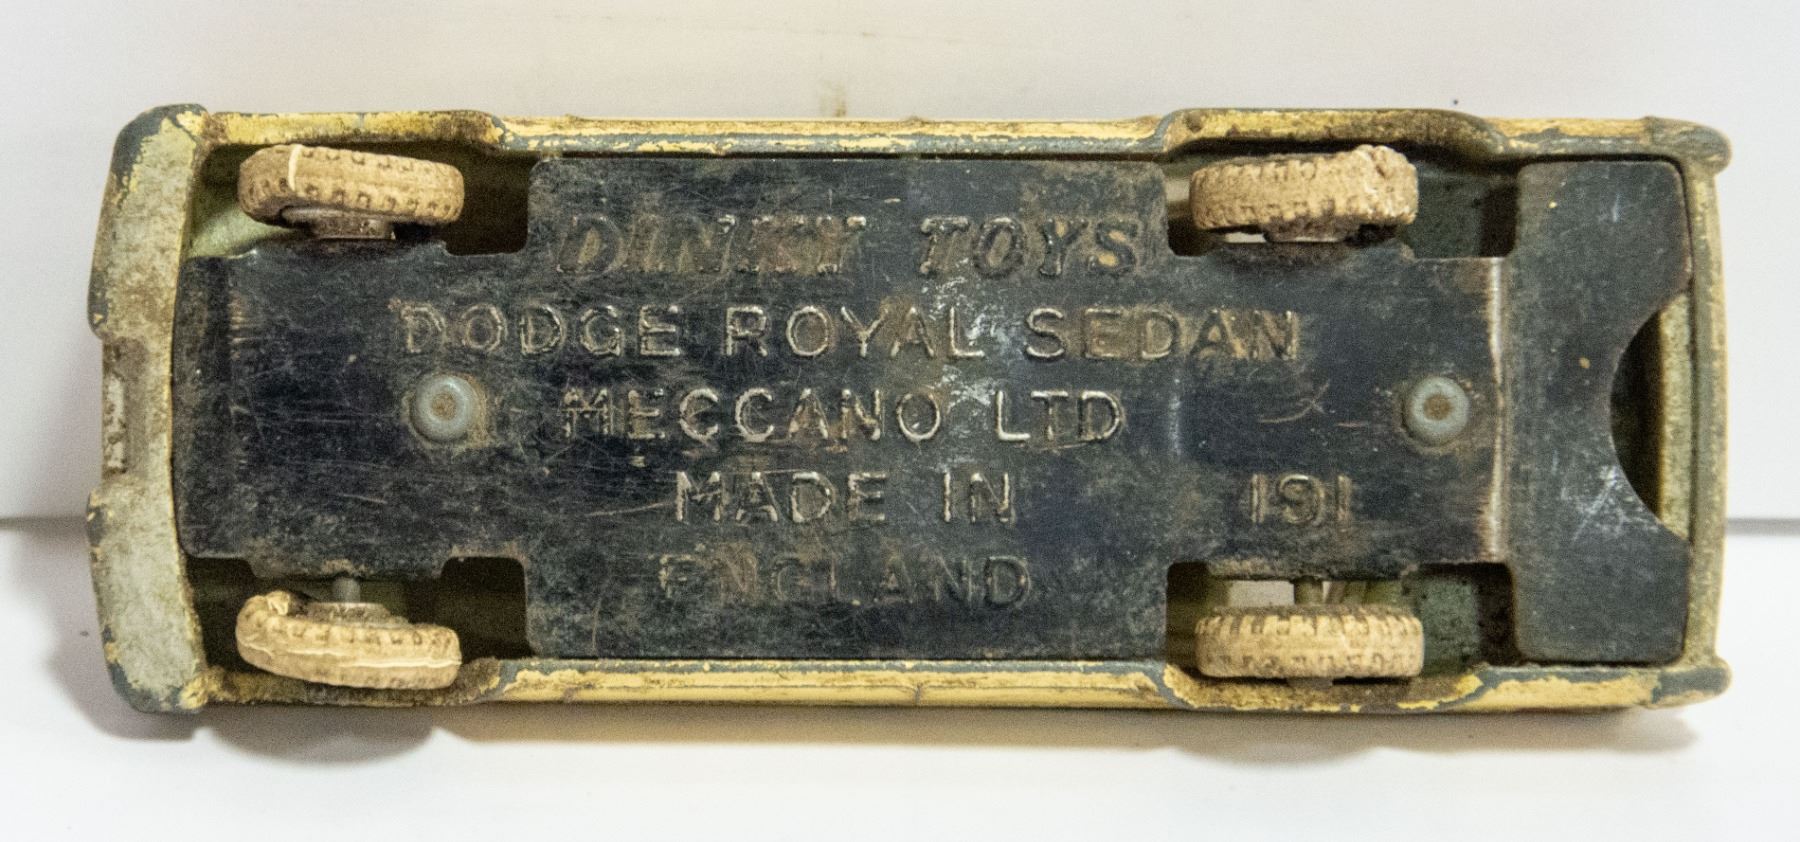 DINKY TOYS
DODGE ROYAL SEDAN
MECCANO LTD
MADE IN 191
ENGLAND